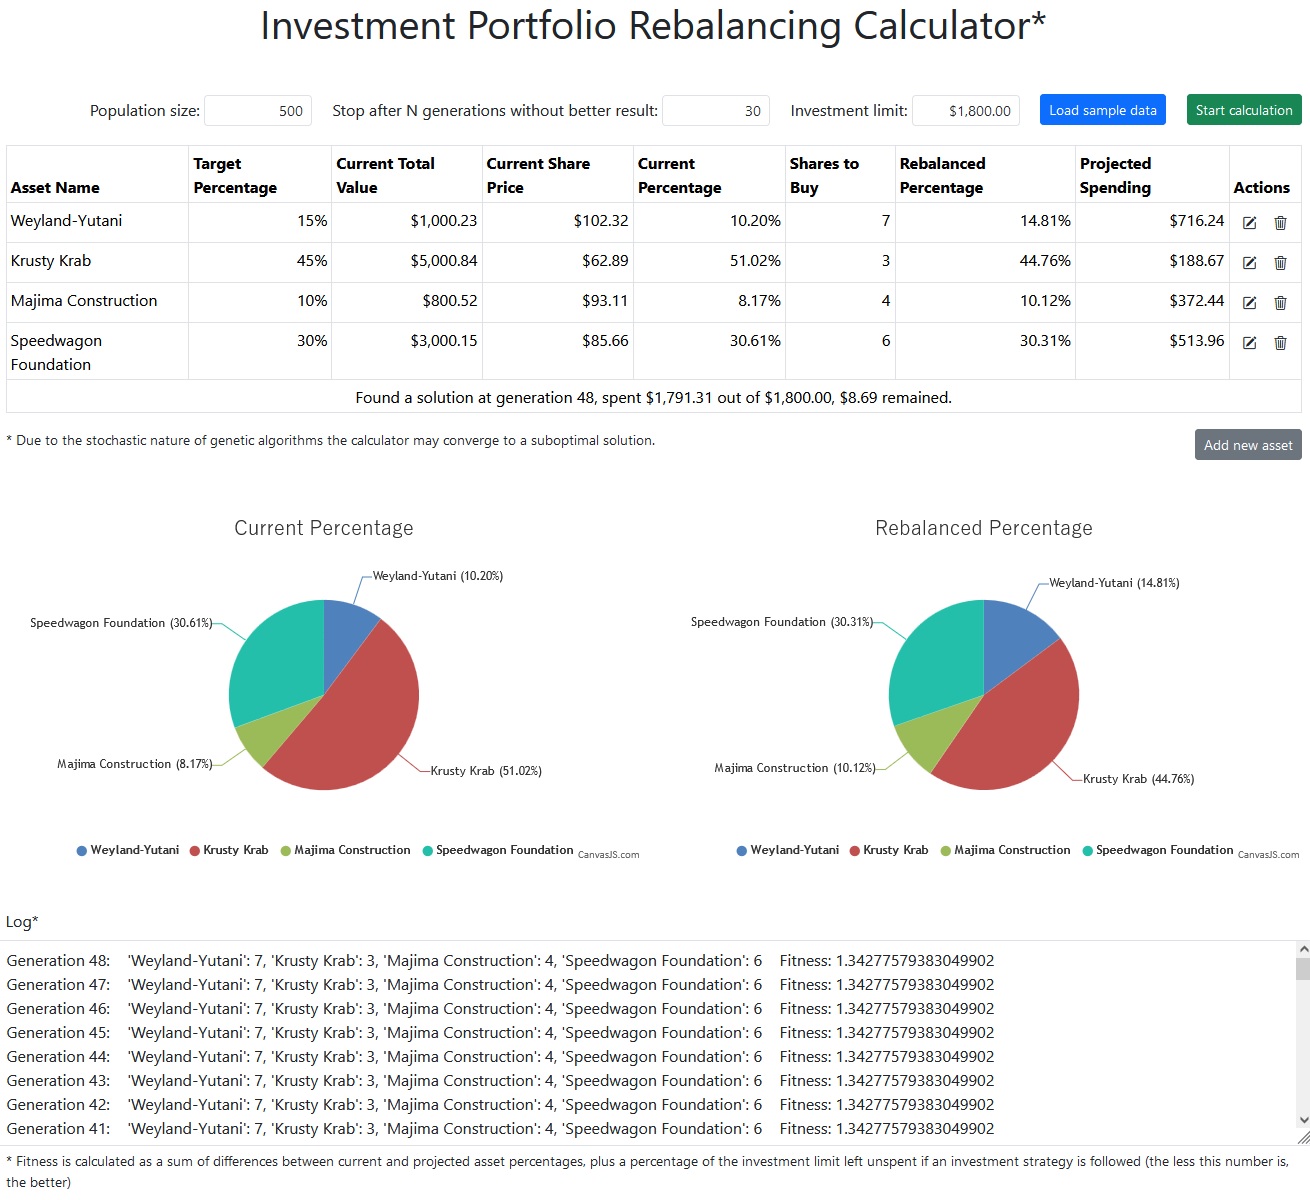 Investment Portfolio Rebalancing Calculator*
Population size: 500 Stop after N generations without better result: 30 Investment limit: $1,800.00 Load sample data Start calculation
Asset Name Target Percentage Current Total Value Current Share Price Current Percentage Shares to Buy Rebalanced Percentage Projected Spending Actions
Weyland-Yutani 15% $1,000.23 $102.32 10.20% 7 14.81% $716.24
Krusty Krab 45% $5,000.84 $62.89 51.02% 3 44.76% $188.67
Majima Construction 10% $800.52 $93.11 8.17% 4 10.12% $372.44
Speedwagon Foundation 30% $3,000.15 $85.66 30.61% 6 30.31% $513.96
Found a solution at generation 48, spent $1,791.31 out of $1,800.00, $8.69 remained.
* Due to the stochastic nature of genetic algorithms the calculator may converge to a suboptimal solution.
Add new asset
Current Percentage
Weyland-Yutani (10.20%)
Speedwagon Foundation (30.61%)
Majima Construction (8.17%)
Krusty Krab (51.02%)
Weyland-Yutani Krusty Krab Majima Construction Speedwagon Foundation CanvasJS.com
Rebalanced Percentage
Weyland-Yutani (14.81%)
Speedwagon Foundation (30.31%)
Majima Construction (10.12%)
Krusty Krab (44.76%)
Weyland-Yutani Krusty Krab Majima Construction Speedwagon Foundation CanvasJS.com
Log*
Generation 48: 'Weyland-Yutani': 7, 'Krusty Krab': 3, 'Majima Construction': 4, 'Speedwagon Foundation': 6 Fitness: 1.34277579383049902
Generation 47: 'Weyland-Yutani': 7, 'Krusty Krab': 3, 'Majima Construction': 4, 'Speedwagon Foundation': 6 Fitness: 1.34277579383049902
Generation 46: 'Weyland-Yutani': 7, 'Krusty Krab': 3, 'Majima Construction': 4, 'Speedwagon Foundation': 6 Fitness: 1.34277579383049902
Generation 45: 'Weyland-Yutani': 7, 'Krusty Krab': 3, 'Majima Construction': 4, 'Speedwagon Foundation': 6 Fitness: 1.34277579383049902
Generation 44: 'Weyland-Yutani': 7, 'Krusty Krab': 3, 'Majima Construction': 4, 'Speedwagon Foundation': 6 Fitness: 1.34277579383049902
Generation 43: 'Weyland-Yutani': 7, 'Krusty Krab': 3, 'Majima Construction': 4, 'Speedwagon Foundation': 6 Fitness: 1.34277579383049902
Generation 42: 'Weyland-Yutani': 7, 'Krusty Krab': 3, 'Majima Construction': 4, 'Speedwagon Foundation': 6 Fitness: 1.34277579383049902
Generation 41: 'Weyland-Yutani': 7, 'Krusty Krab': 3, 'Majima Construction': 4, 'Speedwagon Foundation': 6 Fitness: 1.34277579383049902
* Fitness is calculated as a sum of differences between current and projected asset percentages, plus a percentage of the investment limit left unspent if an investment strategy is followed (the less this number is,
the better)